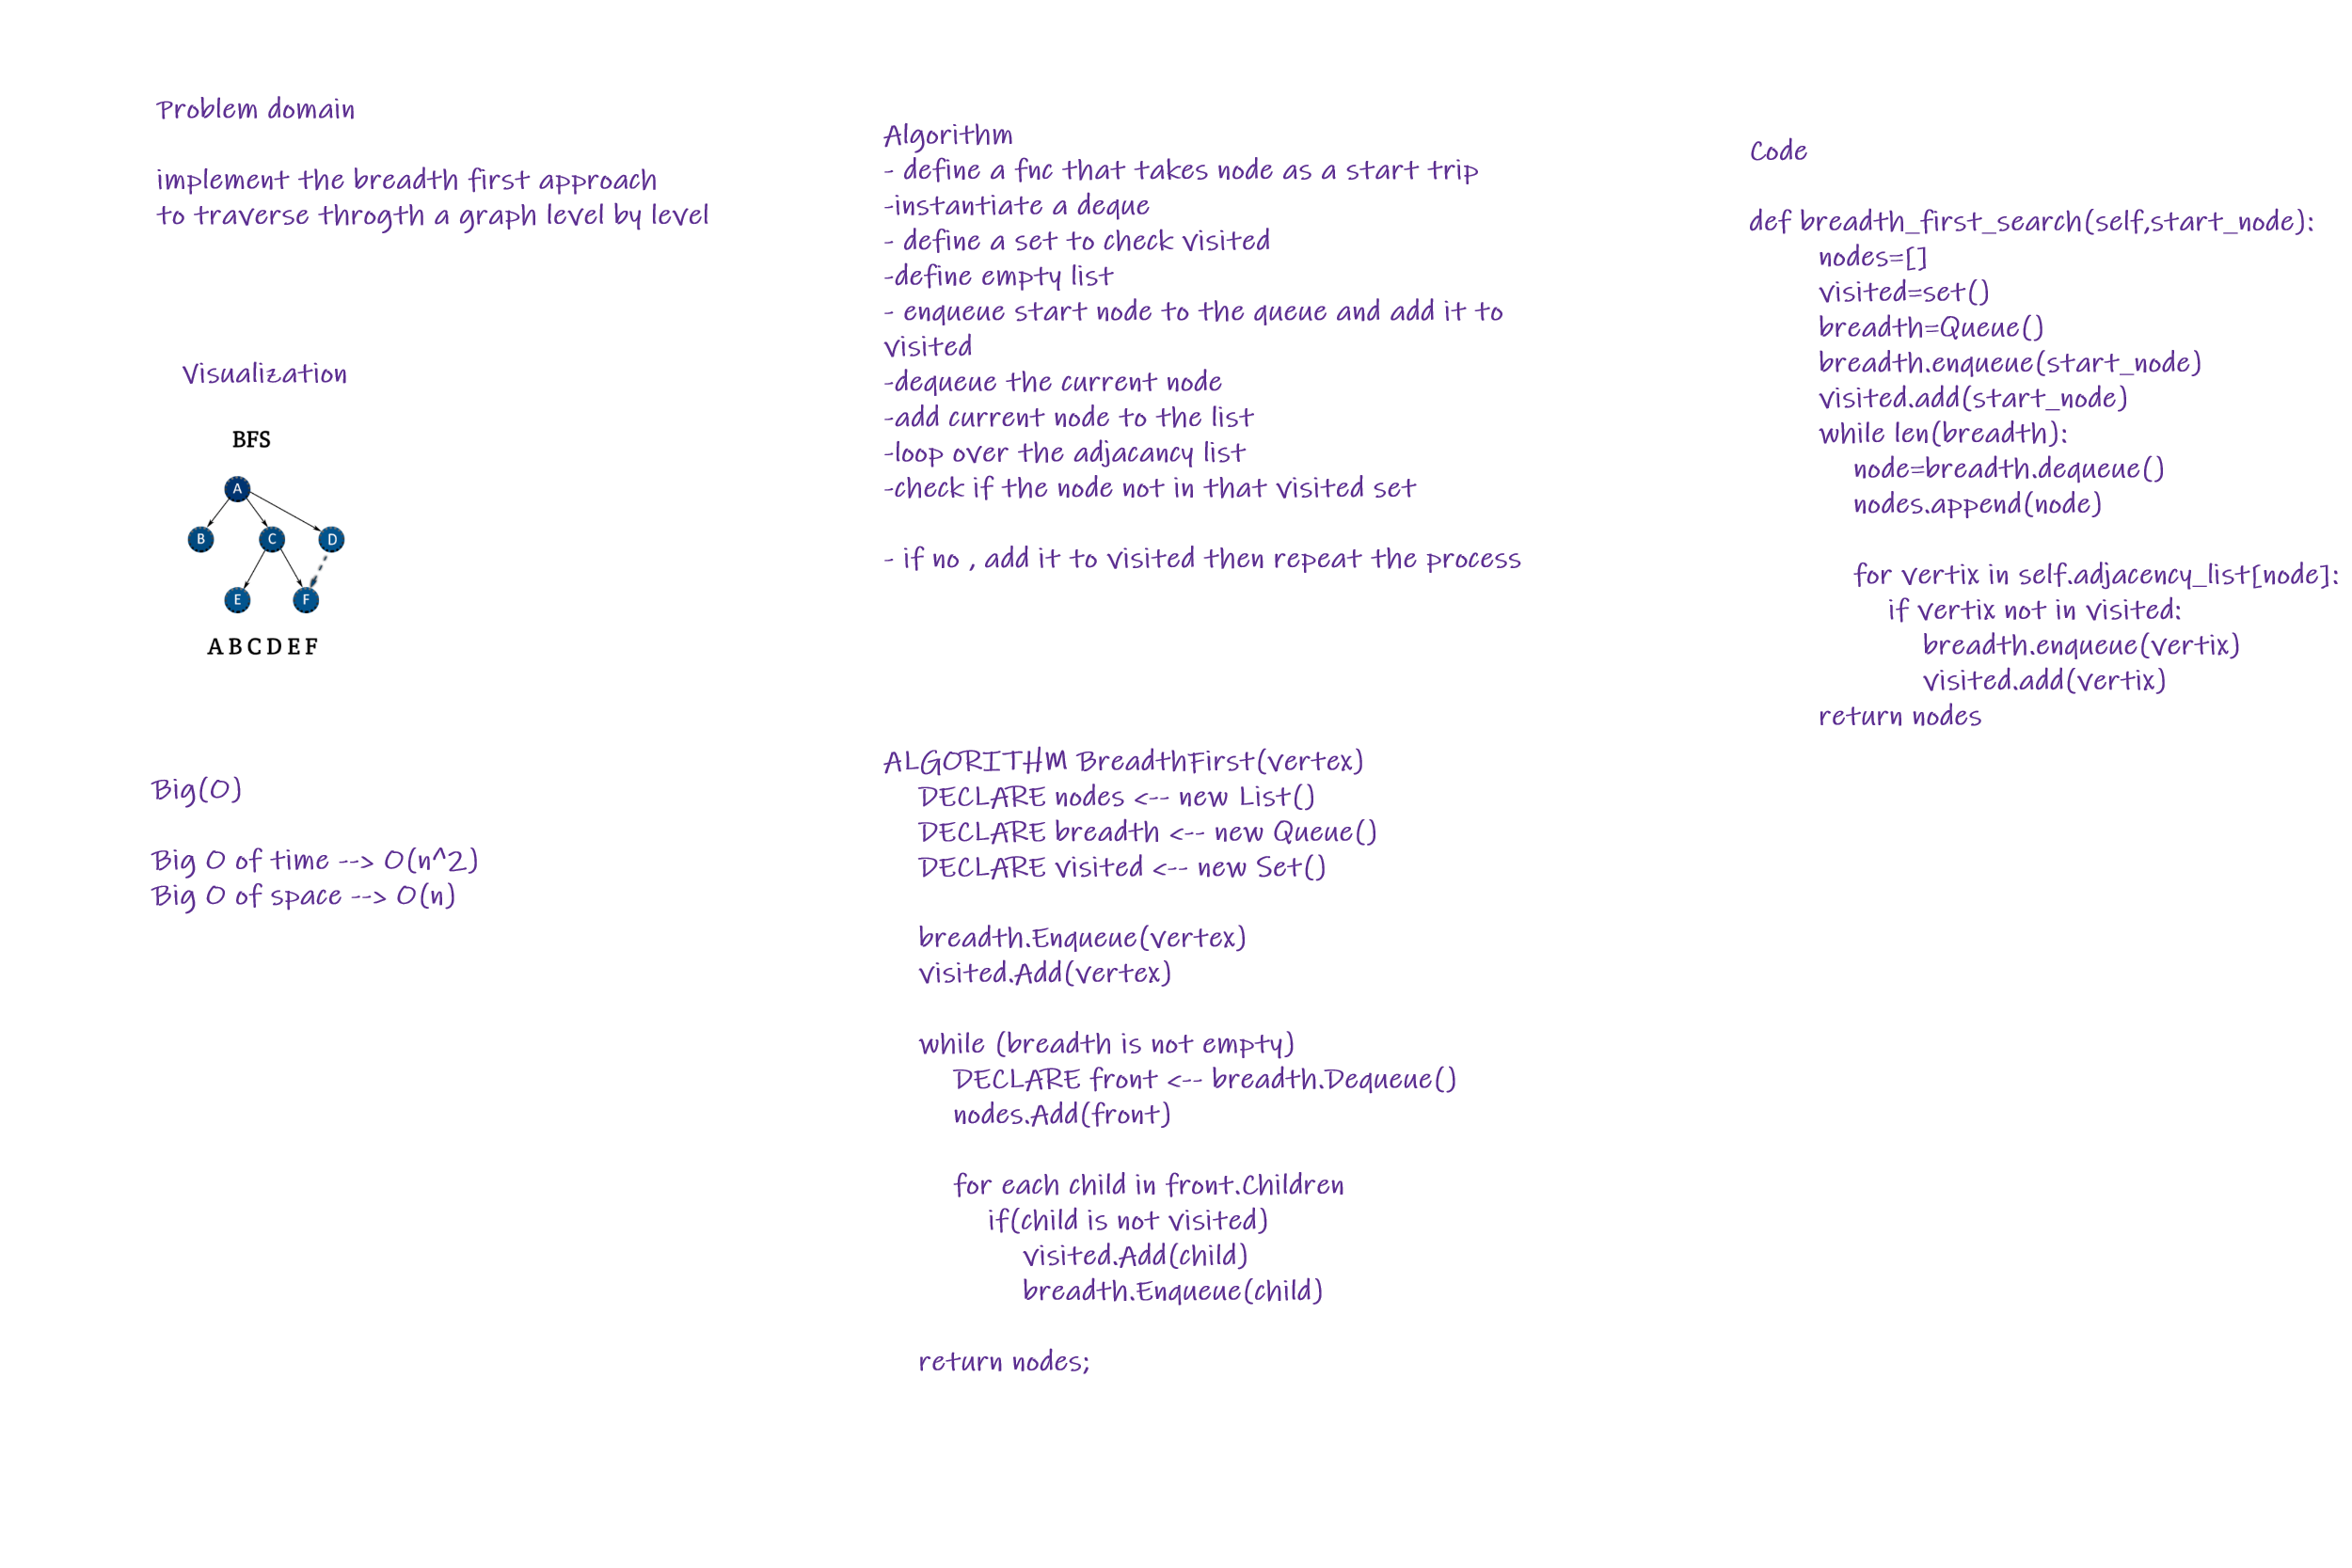 Problem domain
implement the breadth first approach
to traverse throgth a graph level by level
Visualization
BFS
A
B C D
E F
A B C D E F
Big(O)
Big O of time --> O(n^2)
Big O of space --> O(n)
Algorithm
- define a fnc that takes node as a start trip
-instantiate a deque
- define a set to check visited
-define empty list
- enqueue start node to the queue and add it to
visited
-dequeue the current node
-add current node to the list
-loop over the adjacancy list
-check if the node not in that visited set
- if no , add it to visited then repeat the process
ALGORITHM BreadthFirst(vertex)
DECLARE nodes <-- new List()
DECLARE breadth <-- new Queue()
DECLARE visited <-- new Set()
breadth.Enqueue(vertex)
visited.Add(vertex)
while (breadth is not empty)
DECLARE front <-- breadth.Dequeue()
nodes.Add(front)
for each child in front.Children
if(child is not visited)
visited.Add(child)
breadth.Enqueue(child)
return nodes;
Code
def breadth_first_search(self,start_node):
nodes=[]
visited=set()
breadth=Queue()
breadth.enqueue(start_node)
visited.add(start_node)
while len(breadth):
node=breadth.dequeue()
nodes.append(node)
for vertix in self.adjacency_list[node]:
if vertix not in visited:
breadth.enqueue(vertix)
visited.add(vertix)
return nodes